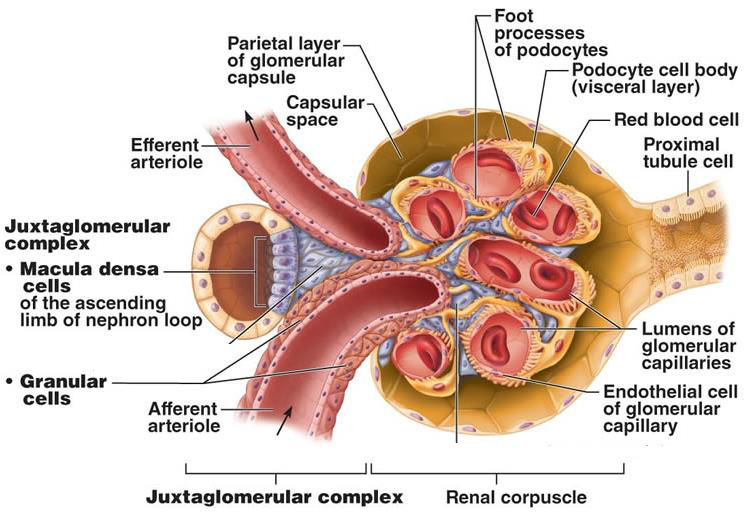 Foot
processes
of podocytes
Parietal layer
of glomerular
capsule
Podocyte cell body
(visceral layer)
Capsular
space
Red blood cell
Efferent
arteriole
Proximal
tubule cell
Juxtaglomerular
complex
• Macula densa
cells
of the ascending
limb of nephron loop
Lumens of
glomerular
capillaries
• Granular
cells
Endothelial cell
of glomerular
capillary
Afferent
arteriole
Juxtaglomerular complex
Renal corpuscle